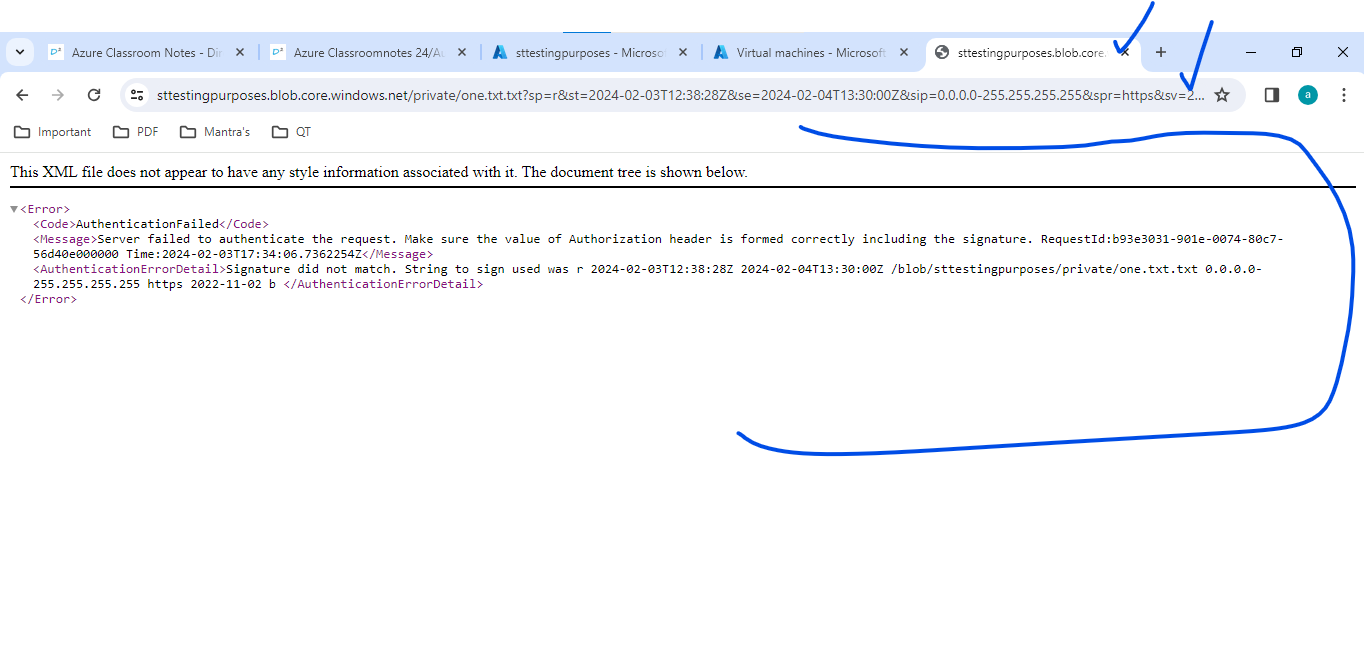 Azure Classroom Notes - Dir
Azure Classroomnotes 24/Au
sttestingpurposes - Microsof
Virtual machines - Microsoft
sttestingpurposes.blob.core.
sttestingpurposes.blob.core.windows.net/private/one.txt.txt?sp=r&st=2024-02-03T12:38:28Z&se=2024-02-04T13:30:00Z&sip=0.0.0.0-255.255.255.255&spr=https&sv=2...
a
Important
PDF
Mantra's
QT
This XML file does not appear to have any style information associated with it. The document tree is shown below.
▼<Error>
<Code>AuthenticationFailed</Code>
<Message>Server failed to authenticate the request. Make sure the value of Authorization header is formed correctly including the signature. RequestId:b93e3031-901e-0074-80c7-
56d40e000000 Time:2024-02-03T17:34:06.7362254Z</Message>
<AuthenticationErrorDetail>Signature did not match. String to sign used was r 2024-02-03T12:38:28Z 2024-02-04T13:30:00Z /blob/sttestingpurposes/private/one.txt.txt 0.0.0.0-
255.255.255.255 https 2022-11-02 b </AuthenticationErrorDetail>
</Error>